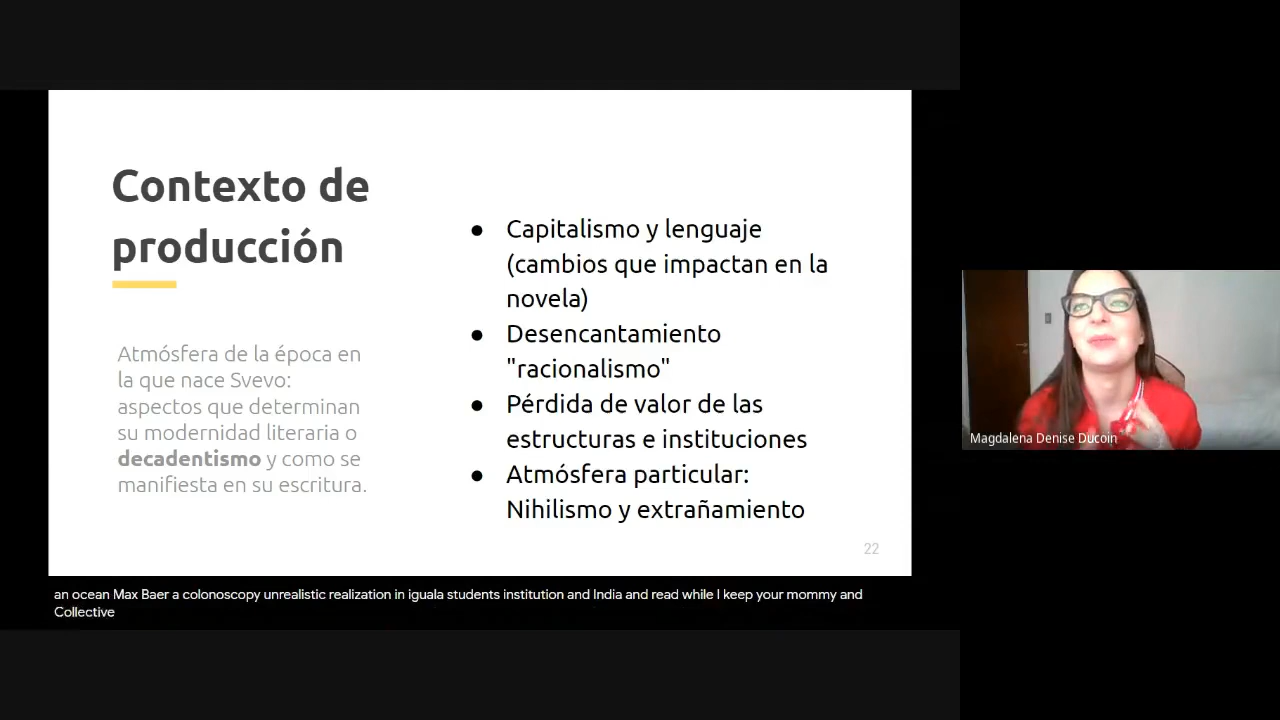 Contexto de
producción
Atmósfera de la época en
la que nace Svevo:
aspectos que determinan
su modernidad literaria o
decadentismo y como se
manifiesta en su escritura.
● Capitalismo y lenguaje
(cambios que impactan en la
novela)
● Desencantamiento
"racionalismo"
● Pérdida de valor de las
estructuras e instituciones
● Atmósfera particular:
Nihilismo y extrañamiento
22
an ocean Max Baer a colonoscopy unrealistic realization in iguala students institution and India and read while I keep your mommy and
Collective
Magdalena Denise Ducoin